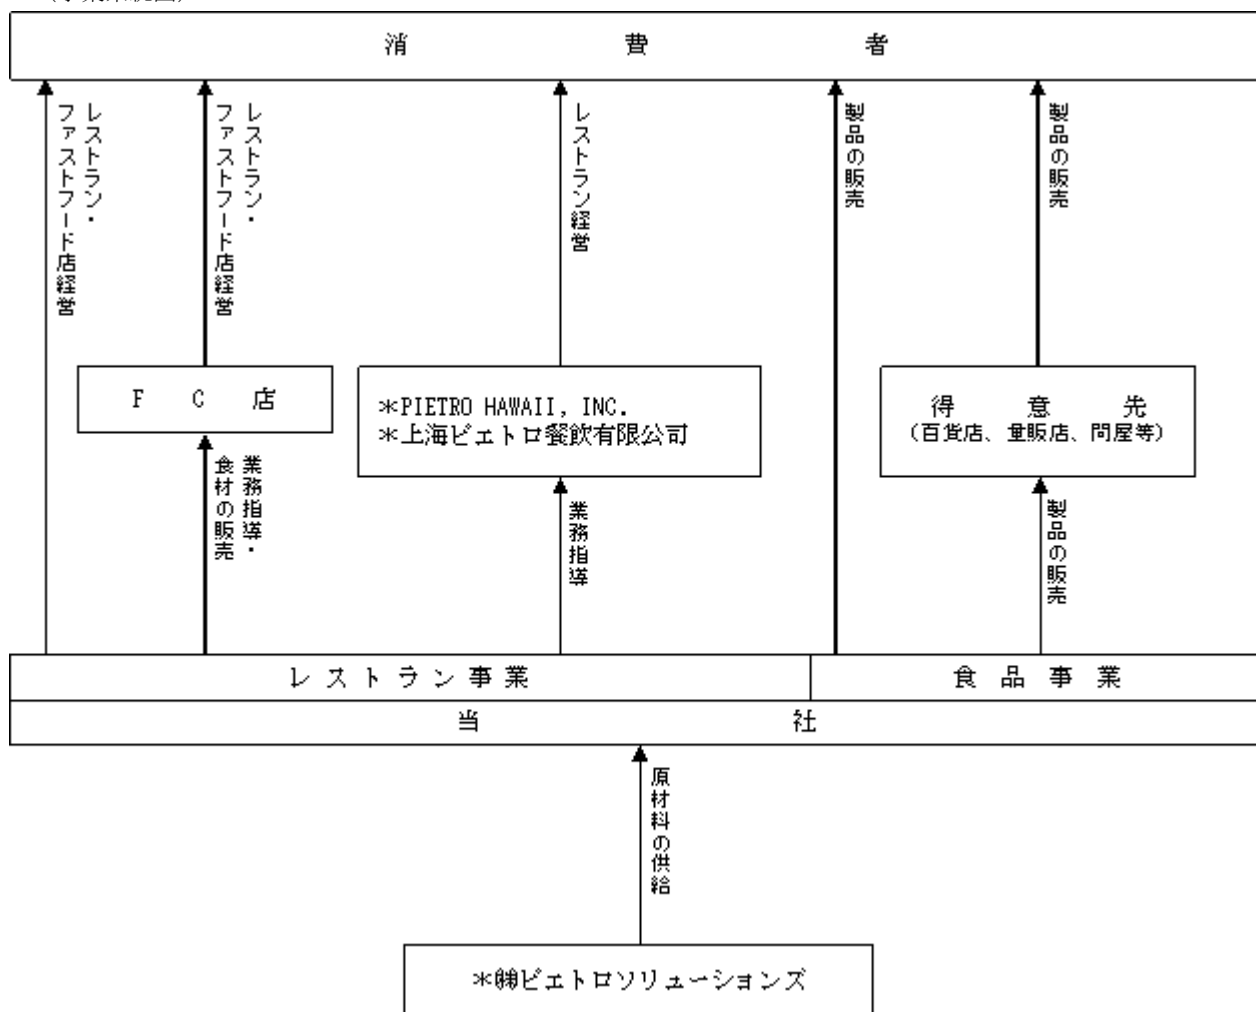 消費者
レストラン・
ファストフード店経営
レストラン・
ファストフード店経営
レストラン経営
製品の販売
製品の販売
FC店
*PIETRO HAWAII, INC.
*上海ピエトロ餐飲有限公司
得意先
(百貨店、量販店、問屋等)
業務指導・
食材の販売
業務指導
製品の販売
レストラン事業
食品事業
当社
原材料の供給
*㈱ピエトロソリューションズ